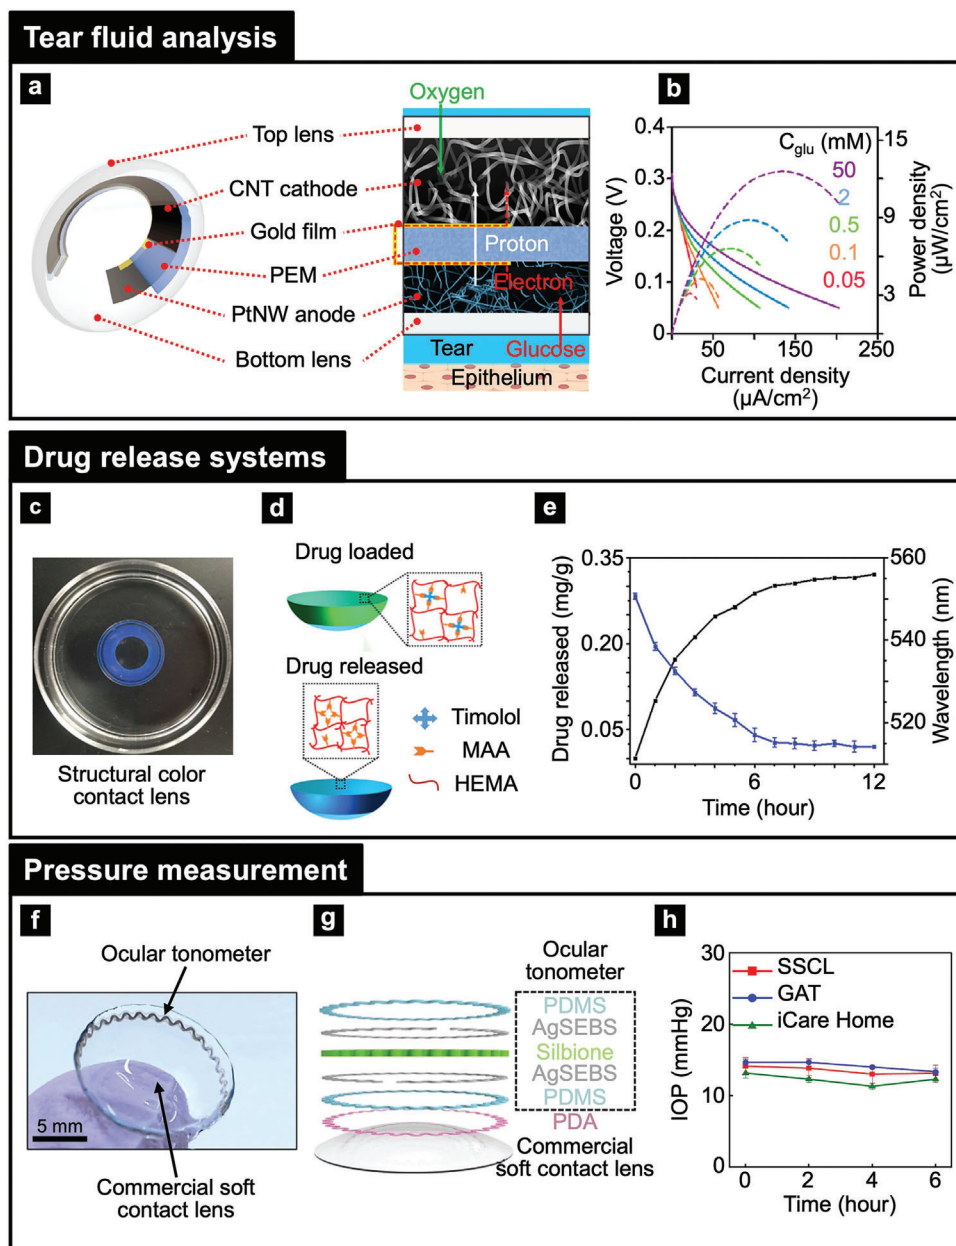 Tear fluid analysis
a
Top lens
CNT cathode
Gold film
PEM
PtNW anode
Bottom lens
Oxygen
Proton
Electron
Tear
Glucose
Epithelium
b
Voltage (V)
0.4
0.3
0.2
0.1
0
50
150
250
Current density
(µA/cm²)
Power density
(µW/cm²)
15
9
3
C_glu (mM)
50
2
0.5
0.1
0.05
Drug release systems
c
Structural color
contact lens
d
Drug loaded
Drug released
Timolol
MAA
HEMA
e
Drug released (mg/g)
0.35
0.20
0.05
0
6
12
Time (hour)
Wavelength (nm)
560
540
520
Pressure measurement
f
Ocular tonometer
5 mm
Commercial soft
contact lens
g
Ocular
tonometer
PDMS
AgSEBS
Silbione
AgSEBS
PDMS
PDA
Commercial
soft contact lens
h
IOP (mmHg)
30
20
10
0
SSCL
GAT
iCare Home
0
2
4
6
Time (hour)